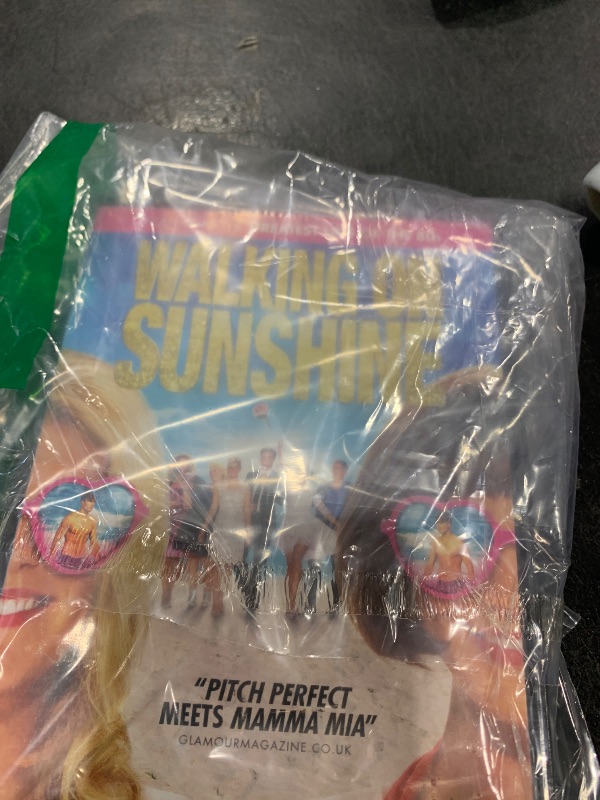 WALKING ON
SUNSHINE
"PITCH PERFECT
MEETS MAMMA MIA"
GLAMOURMAGAZINE.CO.UK